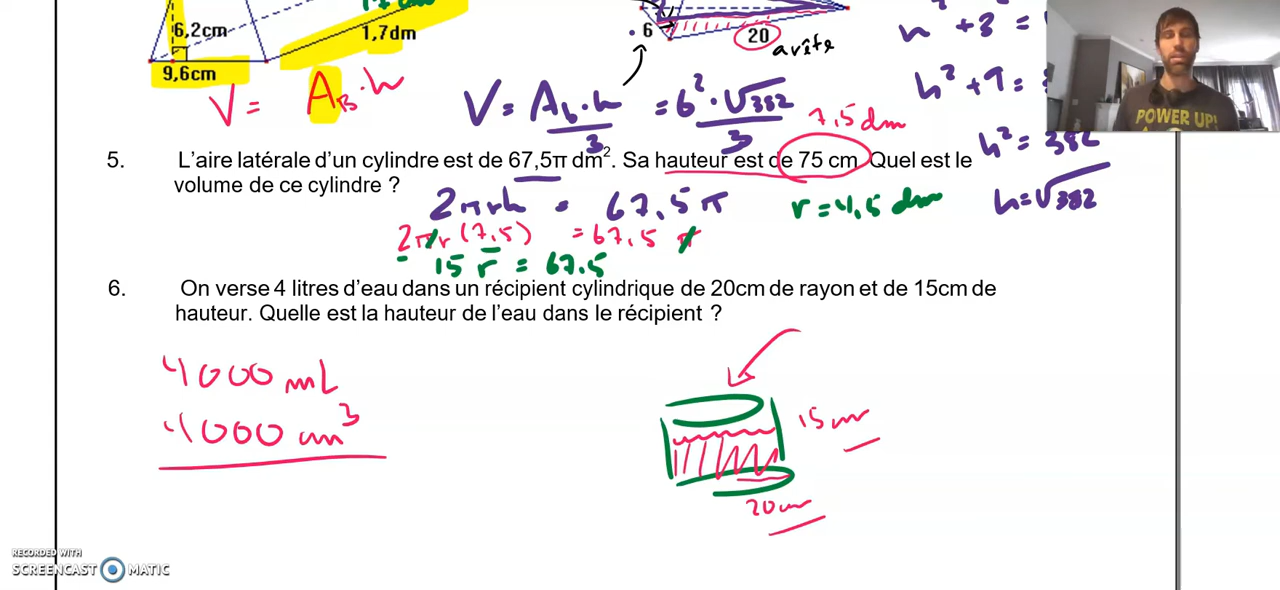 6,2cm
1,7dm
9,6cm
V = A_B · h
· 6
20
arête
V = A_b · h / 3 = 6² · √382 / 3
h² + 9 =
h² = 382
h = √382
7,5 dm
POWER UP!
5. L'aire latérale d'un cylindre est de 67,5π dm². Sa hauteur est de 75 cm Quel est le
volume de ce cylindre ?
2πrh = 67.5 π
r = 4,5 dm
2πr (7,5) = 67.5 π
15 r = 67.5
6. On verse 4 litres d'eau dans un récipient cylindrique de 20cm de rayon et de 15cm de
hauteur. Quelle est la hauteur de l'eau dans le récipient ?
4000 mL
4000 cm³
15 cm
20 cm
RECORDED WITH
SCREENCAST MATIC